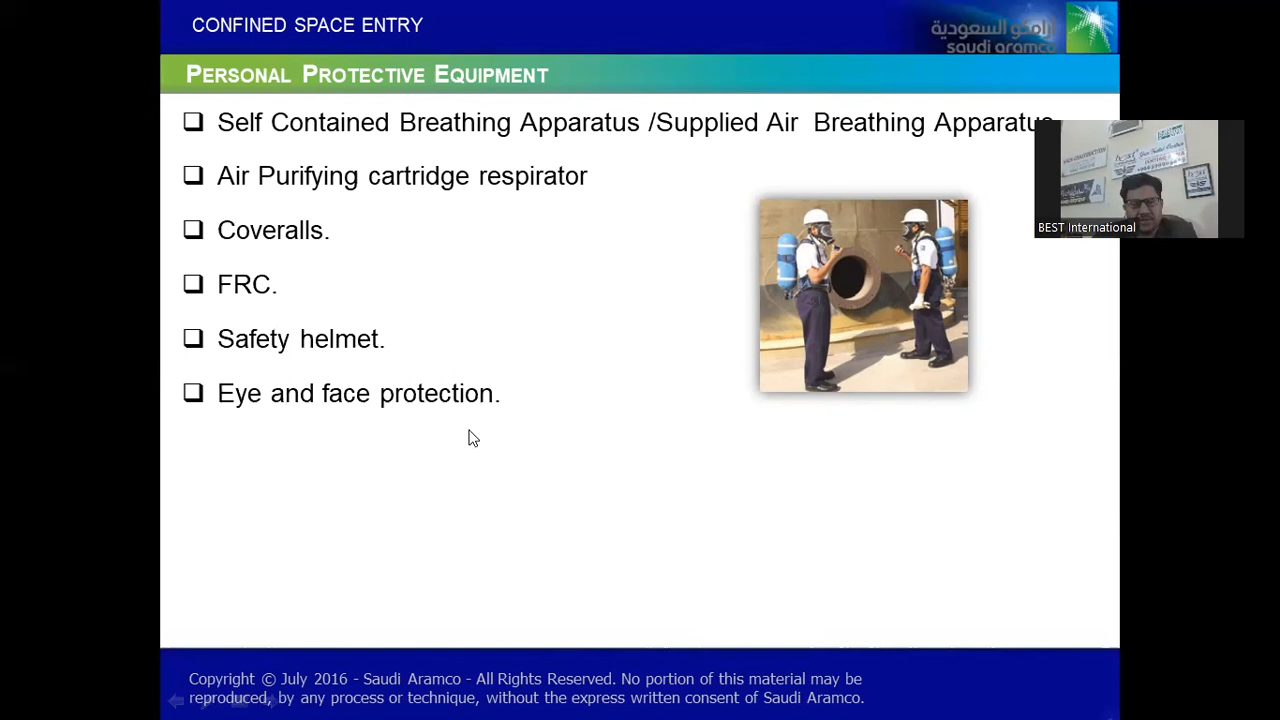 CONFINED SPACE ENTRY
أرامكو السعودية
saudi aramco
PERSONAL PROTECTIVE EQUIPMENT
Self Contained Breathing Apparatus /Supplied Air Breathing Apparatus
Air Purifying cartridge respirator
Coveralls.
FRC.
Safety helmet.
Eye and face protection.
BEST International
Copyright © July 2016 - Saudi Aramco - All Rights Reserved. No portion of this material may be
reproduced, by any process or technique, without the express written consent of Saudi Aramco.